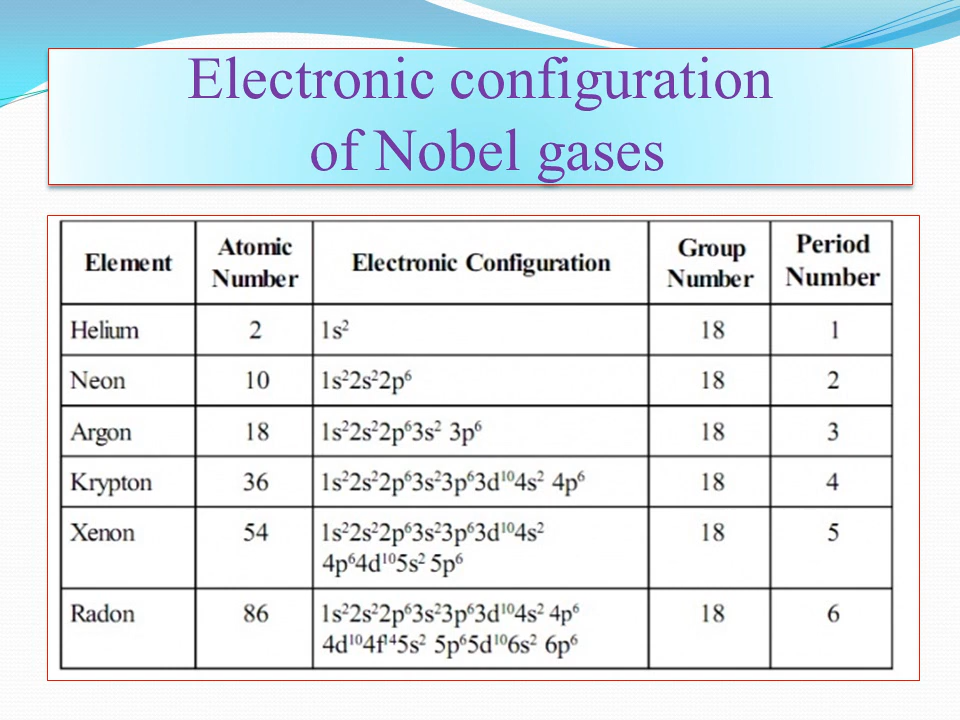 Electronic configuration
of Nobel gases
Element Atomic Number Electronic Configuration Group Number Period Number
Helium 2 1s² 18 1
Neon 10 1s²2s²2p⁶ 18 2
Argon 18 1s²2s²2p⁶3s² 3p⁶ 18 3
Krypton 36 1s²2s²2p⁶3s²3p⁶3d¹⁰4s² 4p⁶ 18 4
Xenon 54 1s²2s²2p⁶3s²3p⁶3d¹⁰4s² 18 5
4p⁶4d¹⁰5s² 5p⁶
Radon 86 1s²2s²2p⁶3s²3p⁶3d¹⁰4s² 4p⁶ 18 6
4d¹⁰4f¹⁴5s² 5p⁶5d¹⁰6s² 6p⁶